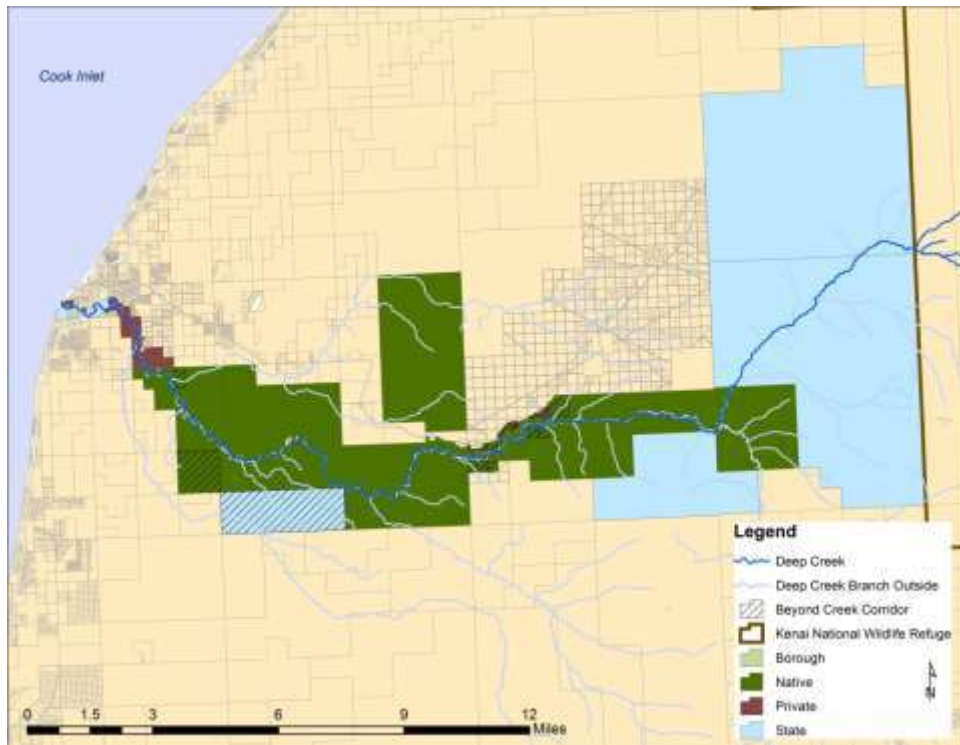 Cook Inlet
Legend
Deep Creek
Deep Creek Branch Outside
Beyond Creek Corridor
Kenai National Wildlife Refuge
Borough
Native
Private
State
N
0 1.5 3 6 9 12
Miles